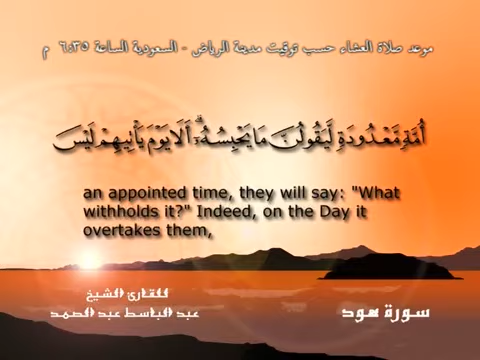 موعد صلاة العشاء حسب توقيت مدينة الرياض - السعودية الساعة ٦:٣٥ م
أُمَّةٍ مَّعْدُودَةٍ لَّيَقُولُنَّ مَا يَحْبِسُهُۥٓ ۗ أَلَا يَوْمَ يَأْتِيهِمْ لَيْسَ
an appointed time, they will say: "What
withholds it?" Indeed, on the Day it
overtakes them,
للقارئ الشيخ
عبد الباسط عبد الصمد
سورة هود